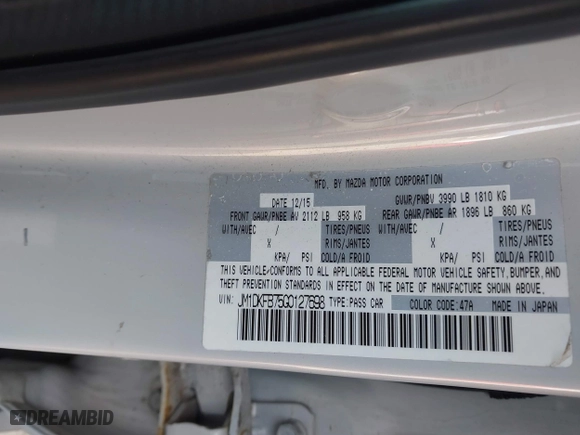 MFD. BY MAZDA MOTOR CORPORATION
DATE 12/15 GVWR/PNBV 3990 LB 1810 KG
FRONT GAWR/PNBE AV 2112 LB 958 KG REAR GAWR/PNBE AR 1896 LB 860 KG
WITH/AVEC / TIRES/PNEUS WITH/AVEC / TIRES/PNEUS
X RIMS/JANTES X RIMS/JANTES
KPA/ PSI COLD/A FROID KPA/ PSI COLD/A FROID
THIS VEHICLE CONFORMS TO ALL APPLICABLE FEDERAL MOTOR VEHICLE SAFETY, BUMPER, AND
THEFT PREVENTION STANDARDS IN EFFECT ON THE DATE OF MANUFACTURE SHOWN ABOVE.
VIN: JM1DKFB75G0127698 TYPE: PASS CAR COLOR CODE: 47A MADE IN JAPAN
DREAMBID